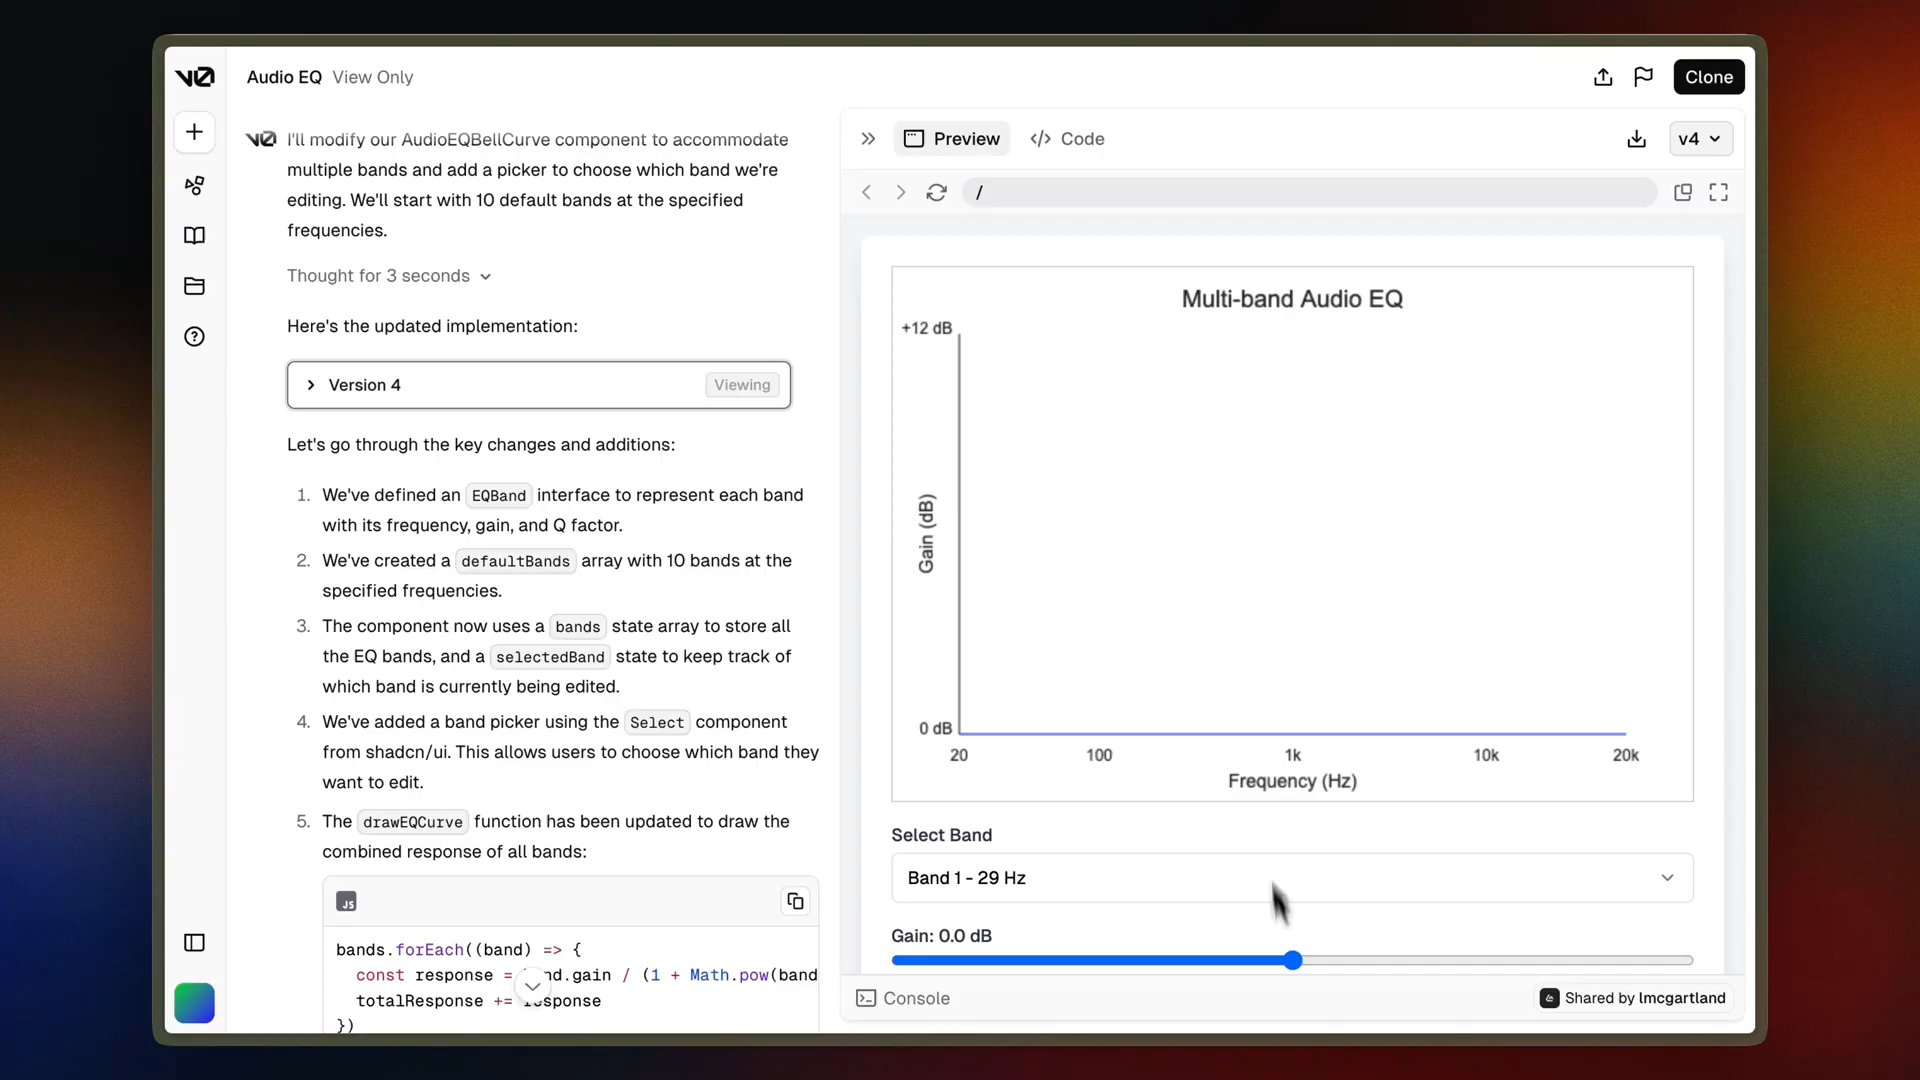 v0
Audio EQ View Only
Clone
v0
I'll modify our AudioEQBellCurve component to accommodate
multiple bands and add a picker to choose which band we're
editing. We'll start with 10 default bands at the specified
frequencies.
Thought for 3 seconds
Here's the updated implementation:
Version 4
Viewing
Let's go through the key changes and additions:
1. We've defined an EQBand interface to represent each band
with its frequency, gain, and Q factor.
2. We've created a defaultBands array with 10 bands at the
specified frequencies.
3. The component now uses a bands state array to store all
the EQ bands, and a selectedBand state to keep track of
which band is currently being edited.
4. We've added a band picker using the Select component
from shadcn/ui. This allows users to choose which band they
want to edit.
5. The drawEQCurve function has been updated to draw the
combined response of all bands:
JS
bands.forEach((band) => {
const response = nd.gain / (1 + Math.pow(band
totalResponse += response
})
Preview
</> Code
v4
/
Multi-band Audio EQ
+12 dB
Gain (dB)
0 dB
20 100 1k 10k 20k
Frequency (Hz)
Select Band
Band 1 - 29 Hz
Gain: 0.0 dB
Console
Shared by lmcgartland